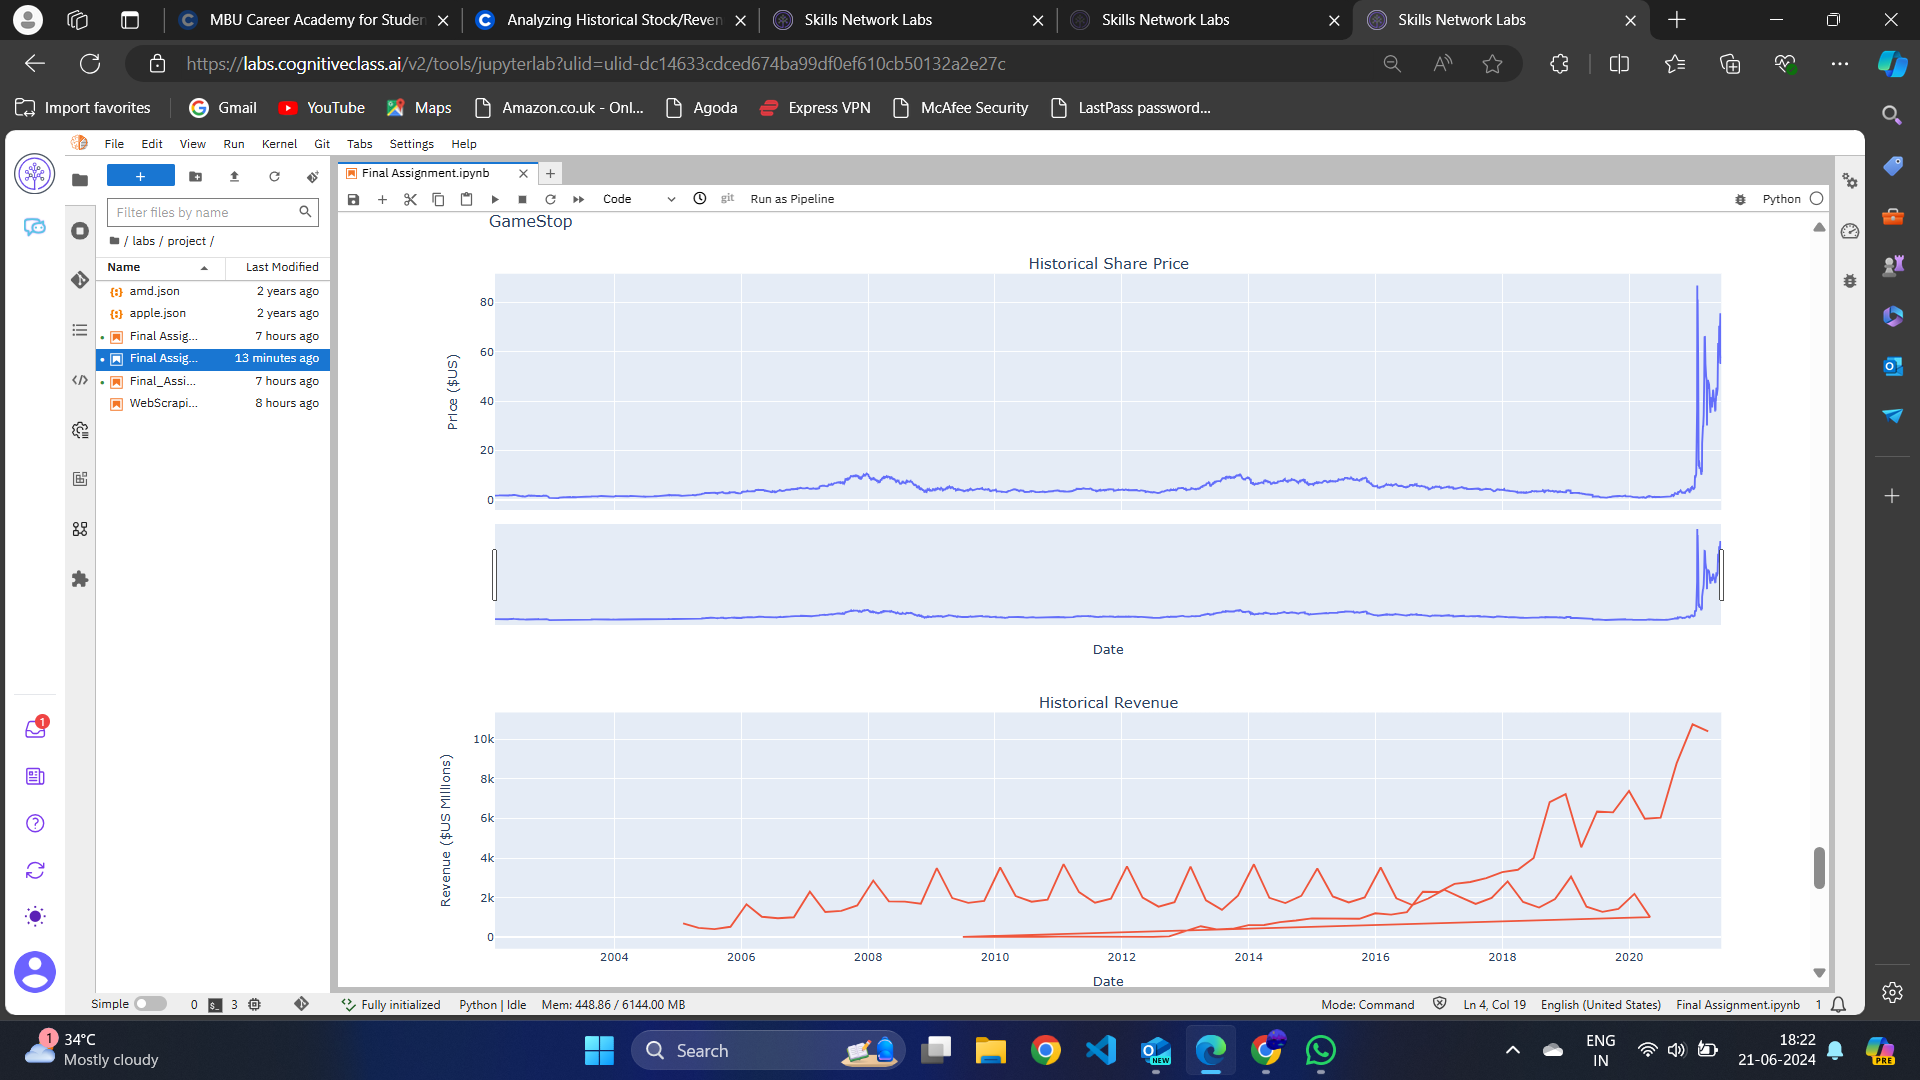 MBU Career Academy for Studen
Analyzing Historical Stock/Reven
Skills Network Labs
Skills Network Labs
Skills Network Labs
https://labs.cognitiveclass.ai/v2/tools/jupyterlab?ulid=ulid-dc14633cdced674ba99df0ef610cb50132a2e27c
Import favorites
Gmail
YouTube
Maps
Amazon.co.uk - Onl...
Agoda
Express VPN
McAfee Security
LastPass password...
File Edit View Run Kernel Git Tabs Settings Help
Final Assignment.ipynb
Filter files by name
Code
git
Run as Pipeline
Python
/ labs / project /
Name Last Modified
amd.json 2 years ago
apple.json 2 years ago
Final Assig... 7 hours ago
Final Assig... 13 minutes ago
Final_Assi... 7 hours ago
WebScrapi... 8 hours ago
GameStop
Historical Share Price
80
60
40
20
0
Price ($US)
Date
Historical Revenue
10k
8k
6k
4k
2k
0
Revenue ($US Millions)
2004 2006 2008 2010 2012 2014 2016 2018 2020
Date
1
Simple 0 3 Fully initialized Python | Idle Mem: 448.86 / 6144.00 MB Mode: Command Ln 4, Col 19 English (United States) Final Assignment.ipynb 1
1
34°C
Mostly cloudy
Search
NEW
ENG
IN
18:22
21-06-2024
PRE